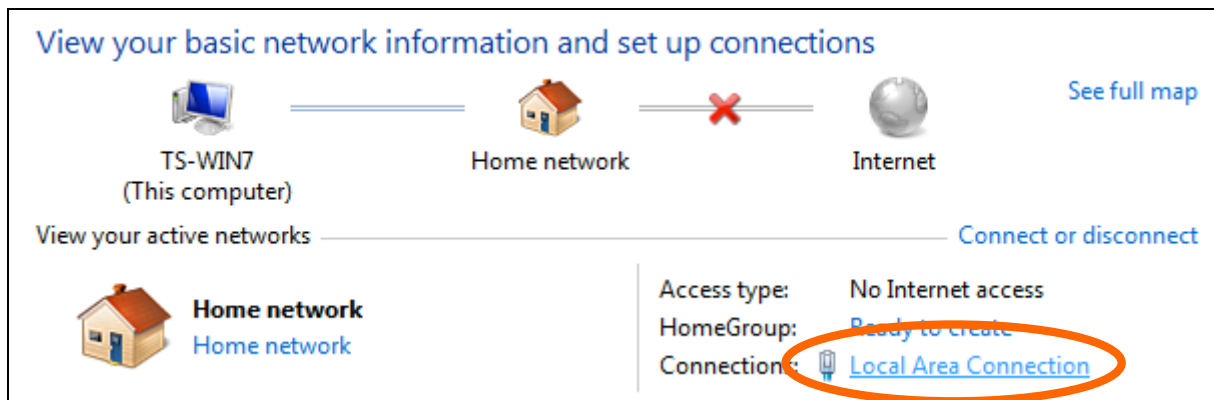 View your basic network information and set up connections
See full map
TS-WIN7
(This computer)
Home network
Internet
View your active networks
Connect or disconnect
Home network
Home network
Access type: No Internet access
HomeGroup: Ready to create
Connections: Local Area Connection